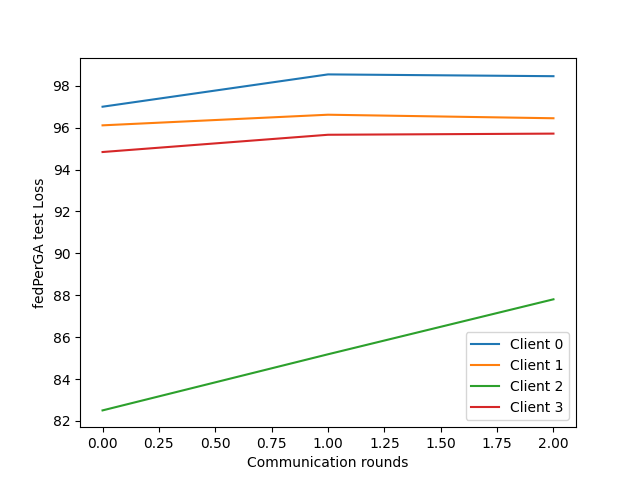 98
96
94
92
90
88
86
84
82
fedPerGA test Loss
Client 0
Client 1
Client 2
Client 3
0.00 0.25 0.50 0.75 1.00 1.25 1.50 1.75 2.00
Communication rounds